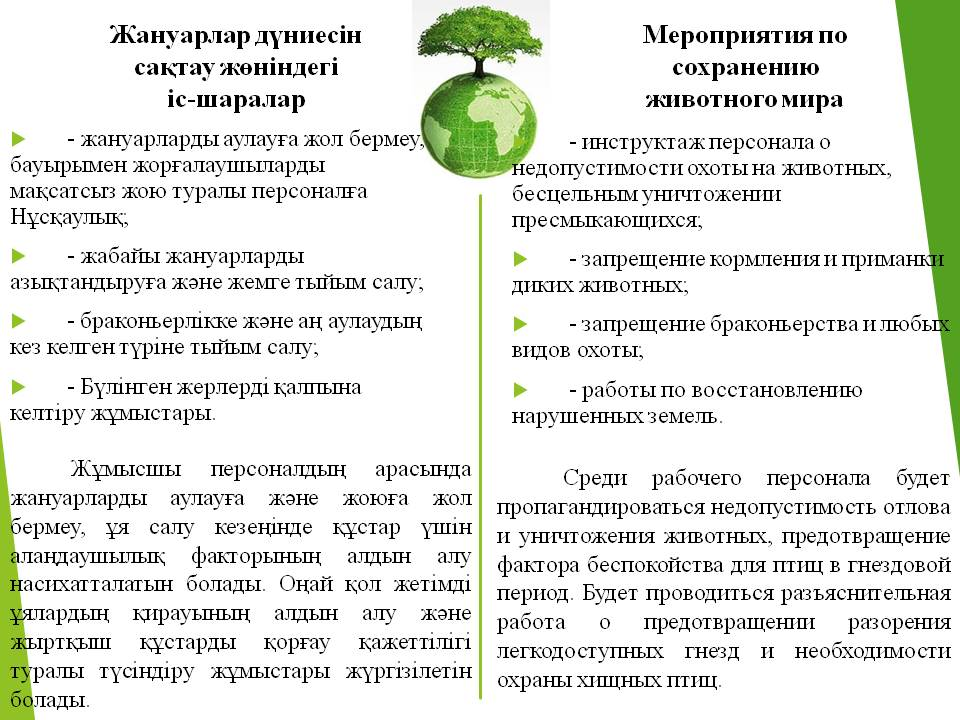 Жануарлар дүниесін
сақтау жөніндегі
іс-шаралар
- жануарларды аулауға жол бермеу,
бауырымен жорғалаушыларды
мақсатсыз жою туралы персоналға
Нұсқаулық;
- жабайы жануарларды
азықтандыруға және жемге тыйым салу;
- браконьерлікке және аң аулаудың
кез келген түріне тыйым салу;
- Бүлінген жерлерді қалпына
келтіру жұмыстары.
Жұмысшы персоналдың арасында
жануарларды аулауға және жоюға жол
бермеу, ұя салу кезеңінде құстар үшін
алаңдаушылық факторының алдын алу
насихатталатын болады. Оңай қол жетімді
ұялардың қирауының алдын алу және
жыртқыш құстарды қорғау қажеттілігі
туралы түсіндіру жұмыстары жүргізілетін
болады.
Мероприятия по
сохранению
животного мира
- инструктаж персонала о
недопустимости охоты на животных,
бесцельным уничтожении
пресмыкающихся;
- запрещение кормления и приманки
диких животных;
- запрещение браконьерства и любых
видов охоты;
- работы по восстановлению
нарушенных земель.
Среди рабочего персонала будет
пропагандироваться недопустимость отлова
и уничтожения животных, предотвращение
фактора беспокойства для птиц в гнездовой
период. Будет проводиться разъяснительная
работа о предотвращении разорения
легкодоступных гнезд и необходимости
охраны хищных птиц.